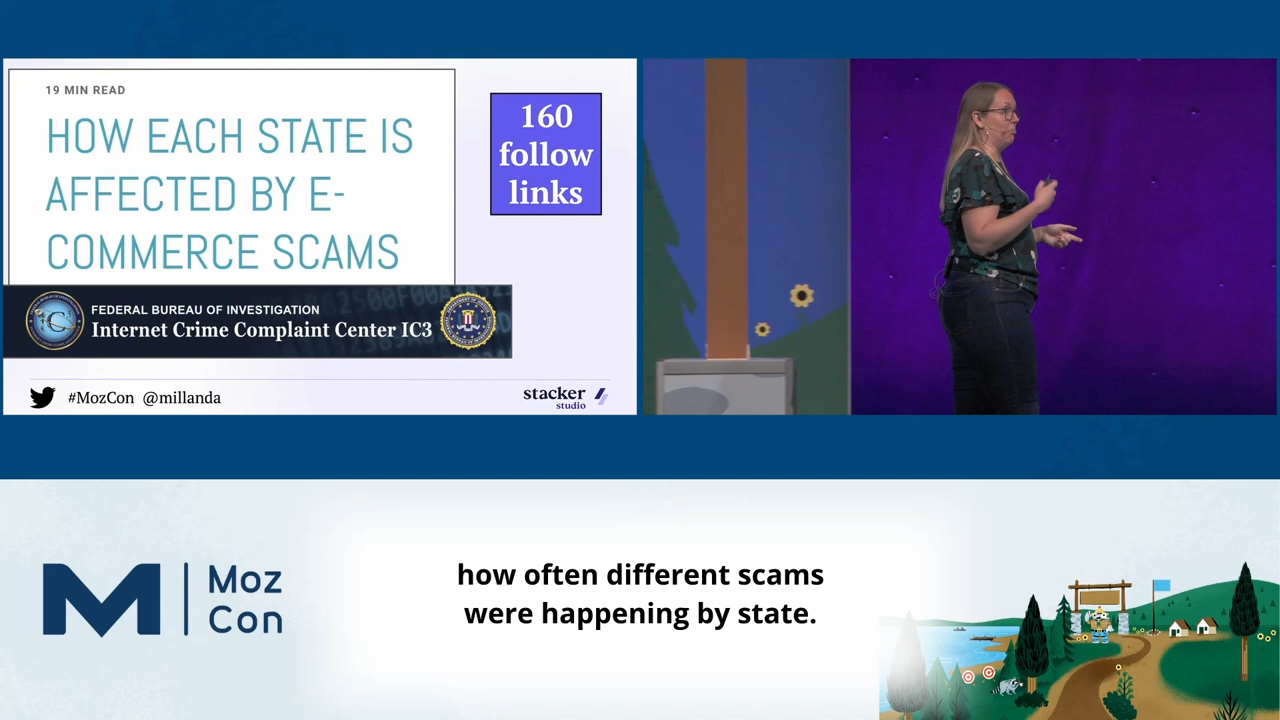 19 MIN READ
HOW EACH STATE IS
AFFECTED BY E-
COMMERCE SCAMS
160
follow
links
FEDERAL BUREAU OF INVESTIGATION
Internet Crime Complaint Center IC3
#MozCon @millanda
stacker
studio
Moz
Con
how often different scams
were happening by state.